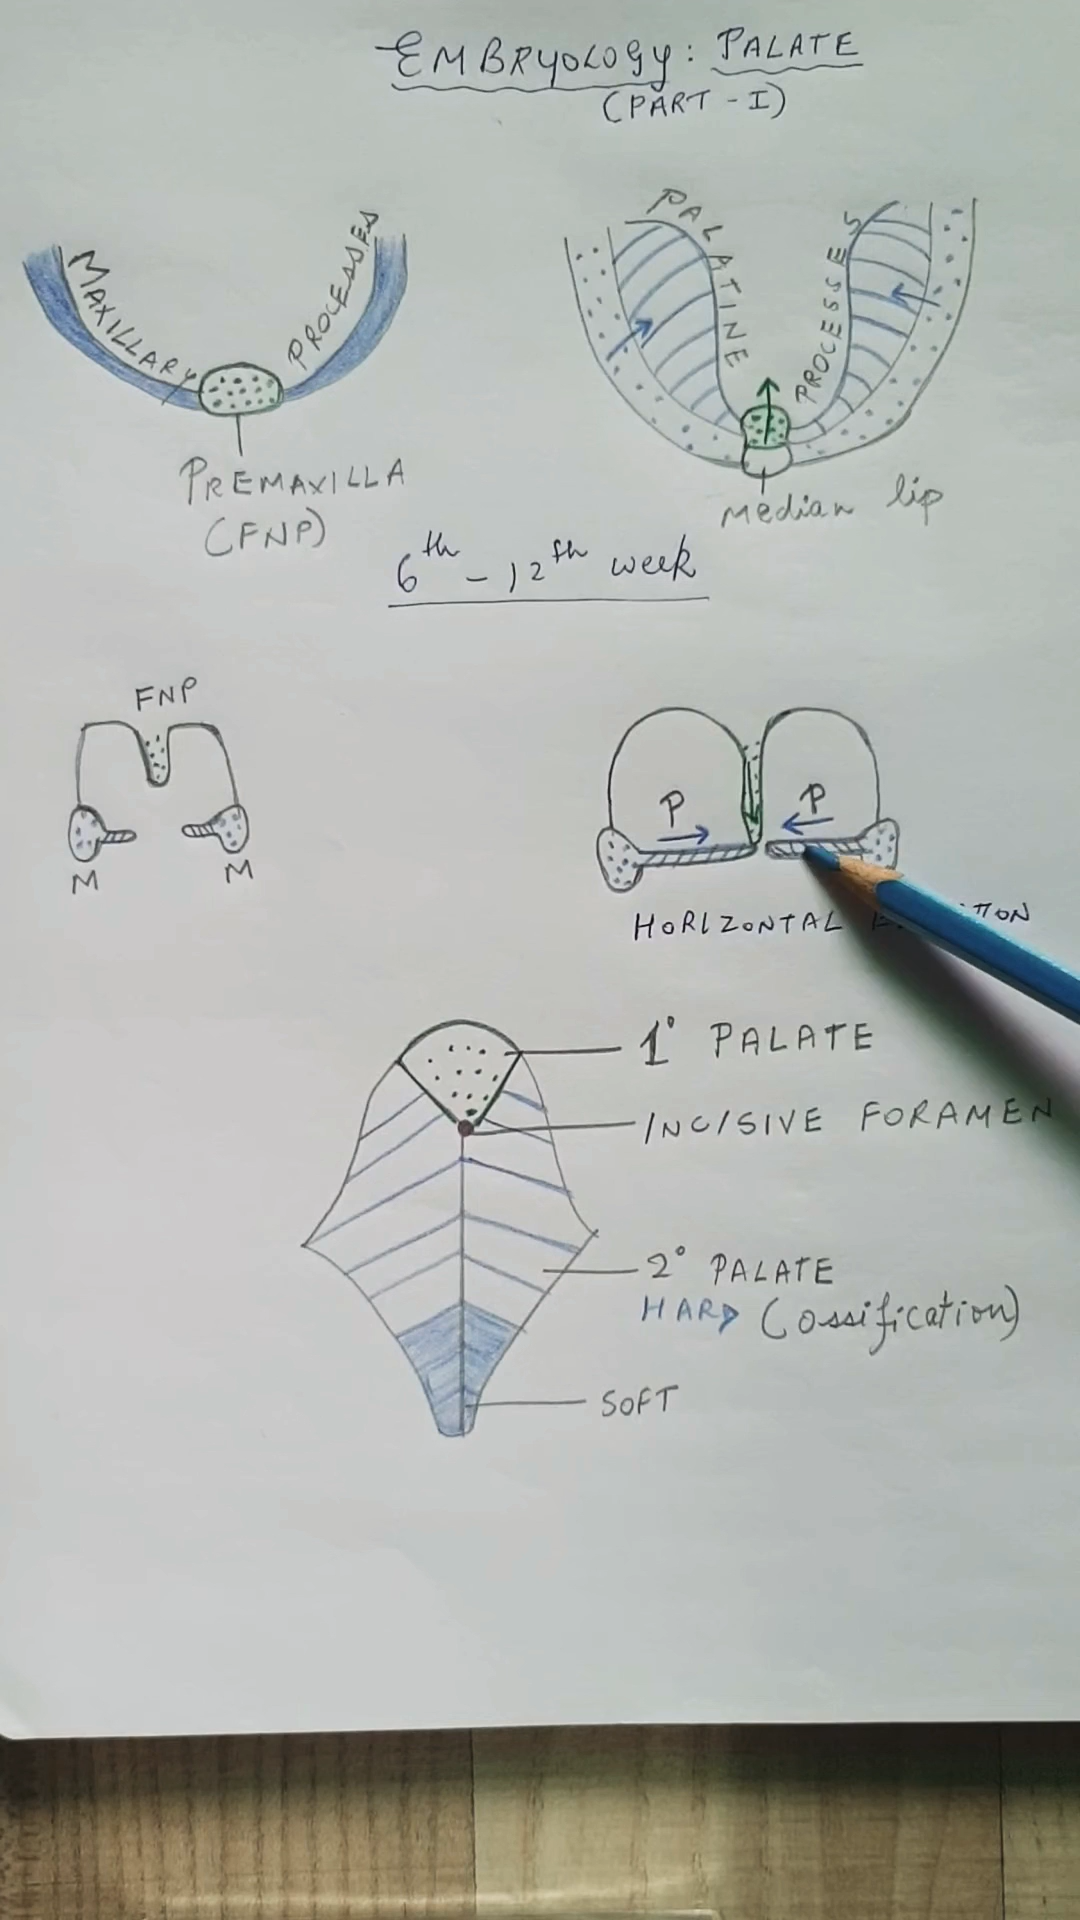 EMBRYOLOGY: PALATE
(PART - I)
MAXILLARY PROCESSES
PALATINE PROCESSES
PREMAXILLA
(FNP)
median lip
6th - 12th week
FNP
M M
P P
HORIZONTAL
1° PALATE
INCISIVE FORAMEN
2° PALATE
HARD (ossification)
SOFT